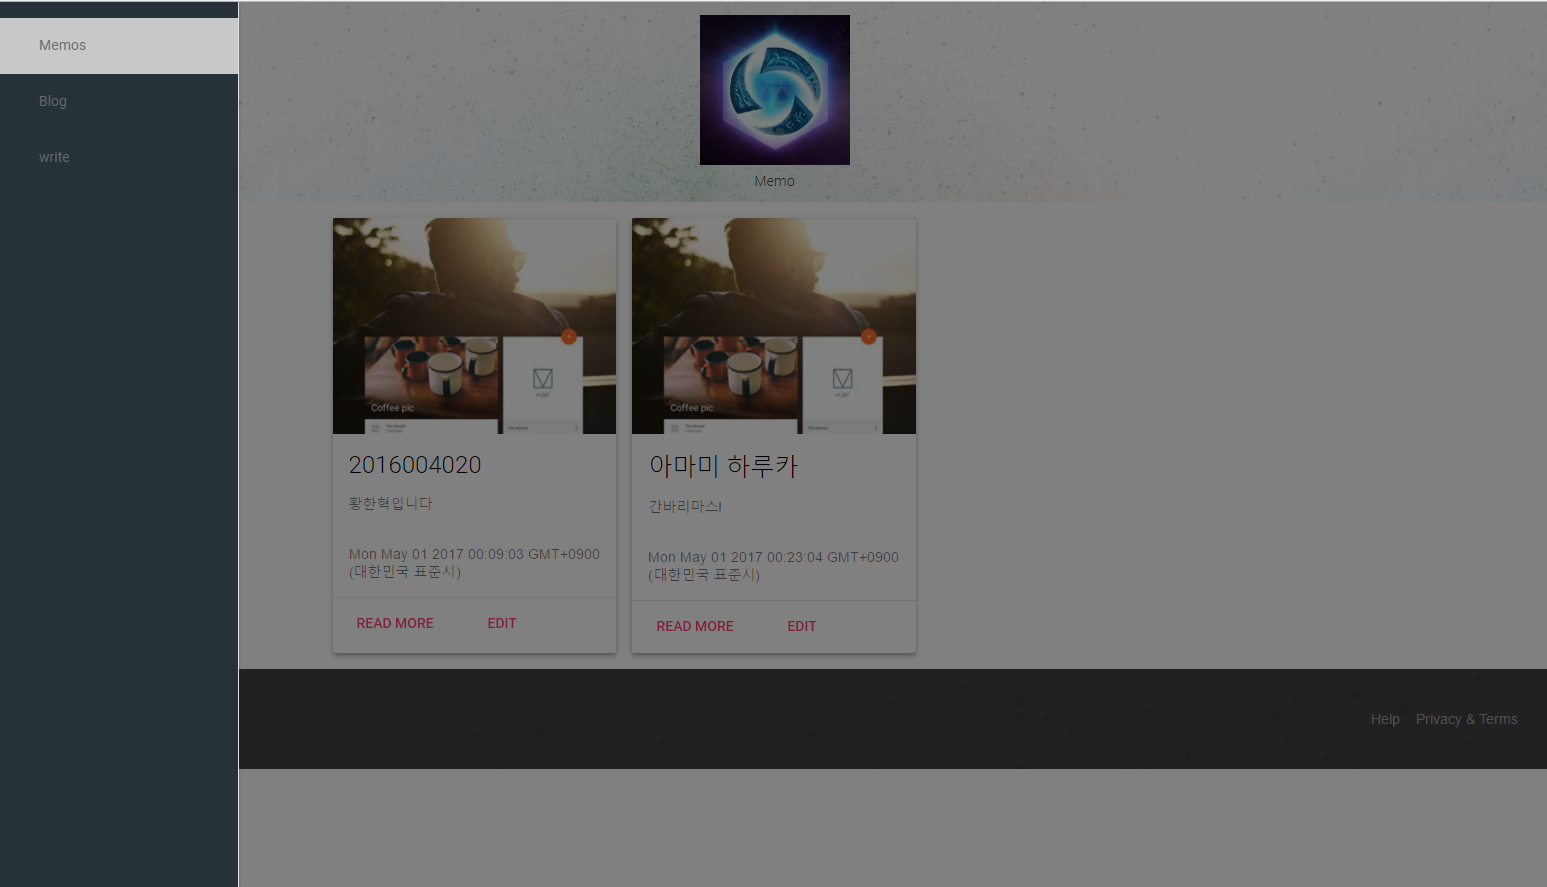 Memos
Blog
write
Memo
Coffee pic
2016004020
황한혁입니다
Mon May 01 2017 00:09:03 GMT+0900
(대한민국 표준시)
READ MORE EDIT
Coffee pic
아마미 하루카
간바리마스!
Mon May 01 2017 00:23:04 GMT+0900
(대한민국 표준시)
READ MORE EDIT
Help Privacy & Terms